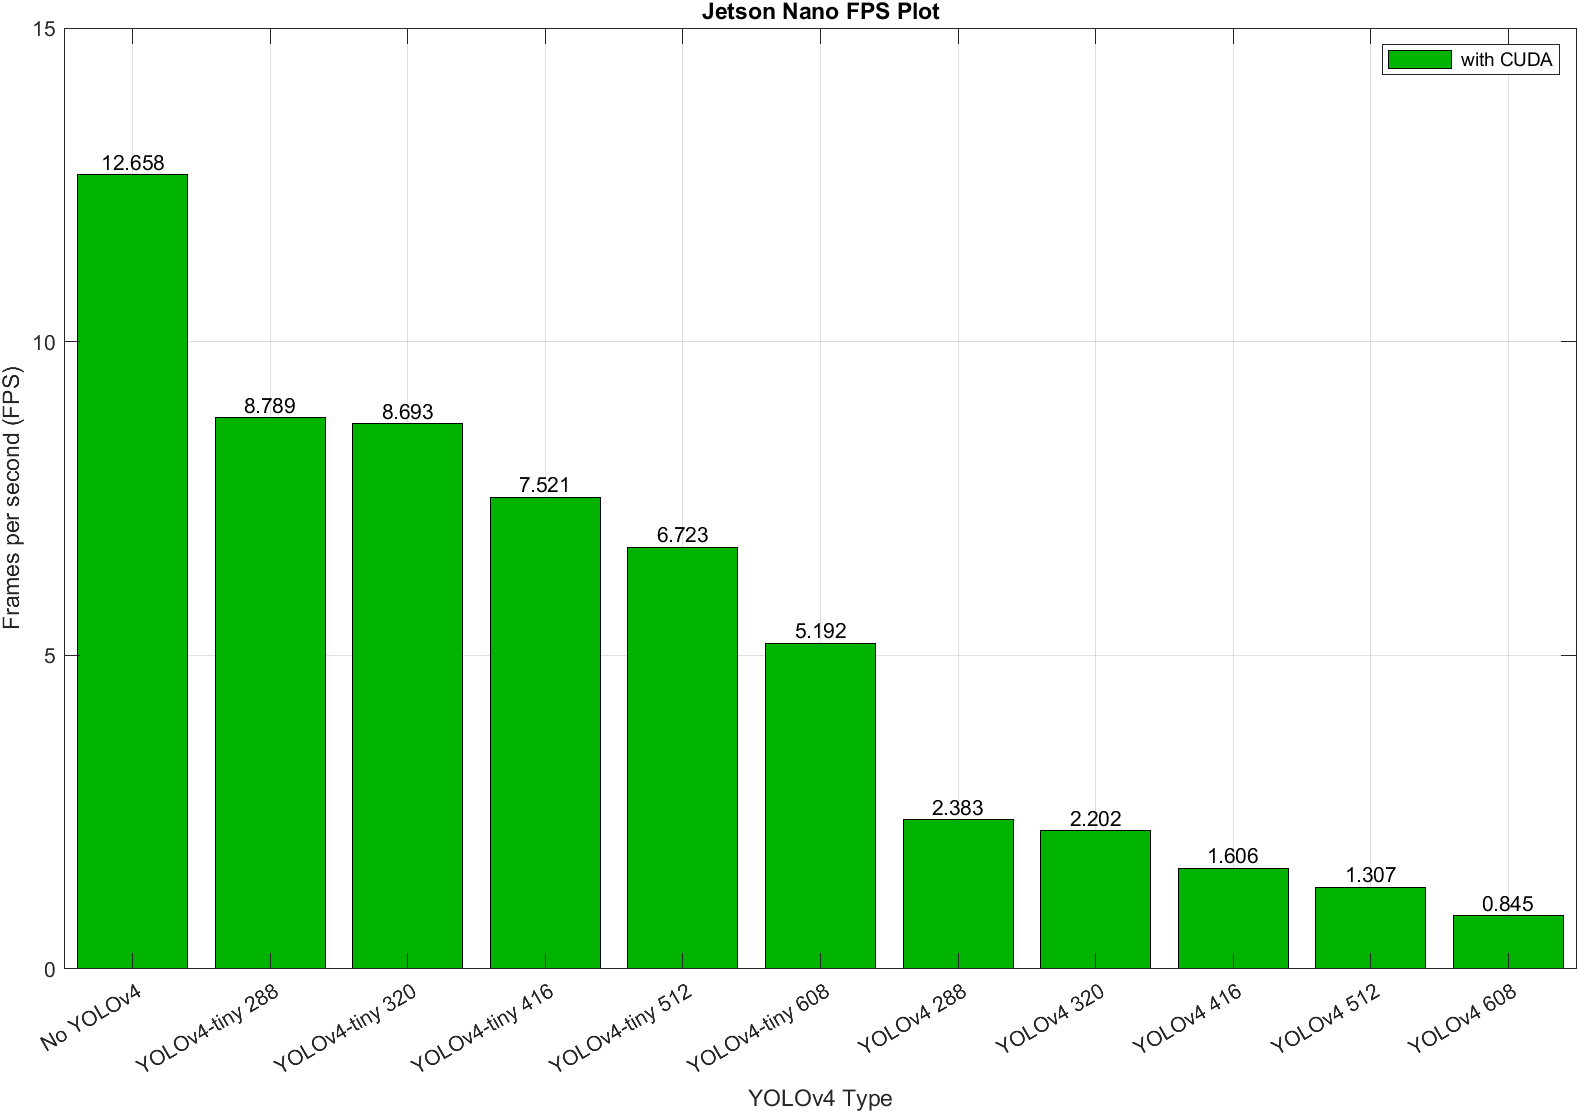 Jetson Nano FPS Plot
with CUDA
15
10
5
0
Frames per second (FPS)
12.658
8.789
8.693
7.521
6.723
5.192
2.383
2.202
1.606
1.307
0.845
No YOLOv4
YOLOv4-tiny 288
YOLOv4-tiny 320
YOLOv4-tiny 416
YOLOv4-tiny 512
YOLOv4-tiny 608
YOLOv4 288
YOLOv4 320
YOLOv4 416
YOLOv4 512
YOLOv4 608
YOLOv4 Type